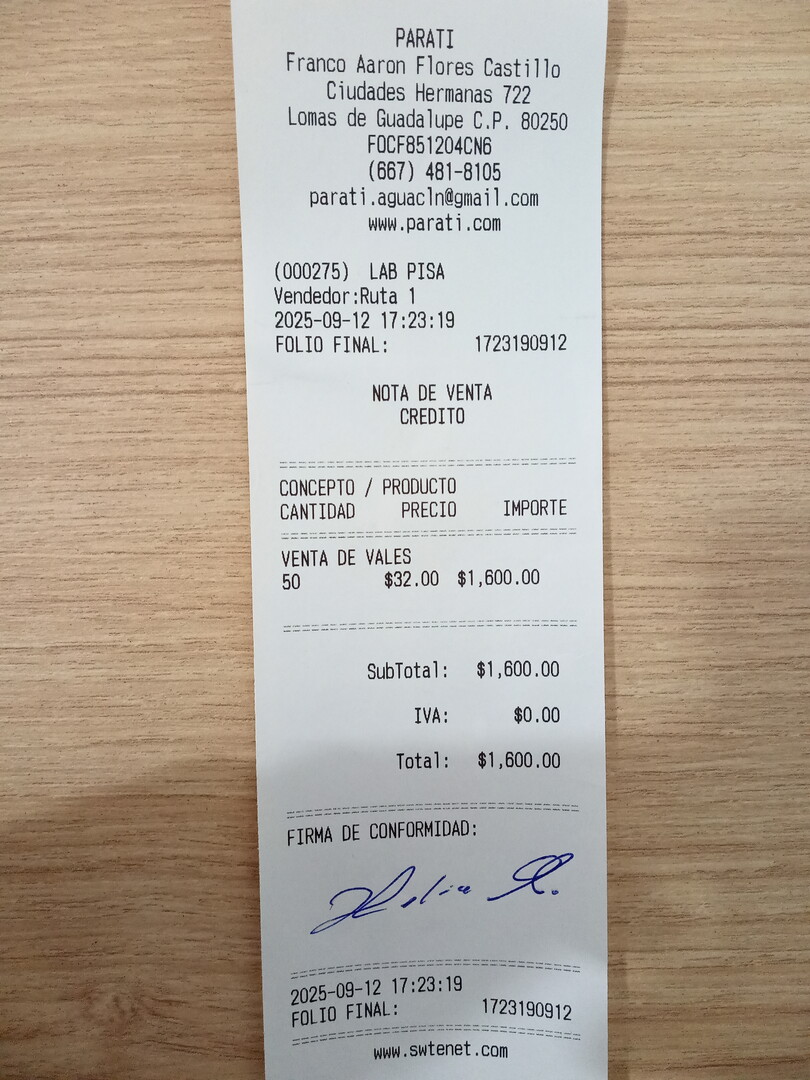 PARATI
Franco Aaron Flores Castillo
Ciudades Hermanas 722
Lomas de Guadalupe C.P. 80250
FOCF851204CN6
(667) 481-8105
parati.aguacln@gmail.com
www.parati.com
(000275) LAB PISA
Vendedor:Ruta 1
2025-09-12 17:23:19
FOLIO FINAL: 1723190912
NOTA DE VENTA
CREDITO
CONCEPTO / PRODUCTO
CANTIDAD PRECIO IMPORTE
VENTA DE VALES
50 $32.00 $1,600.00
SubTotal: $1,600.00
IVA: $0.00
Total: $1,600.00
FIRMA DE CONFORMIDAD:
2025-09-12 17:23:19
FOLIO FINAL: 1723190912
www.swtenet.com